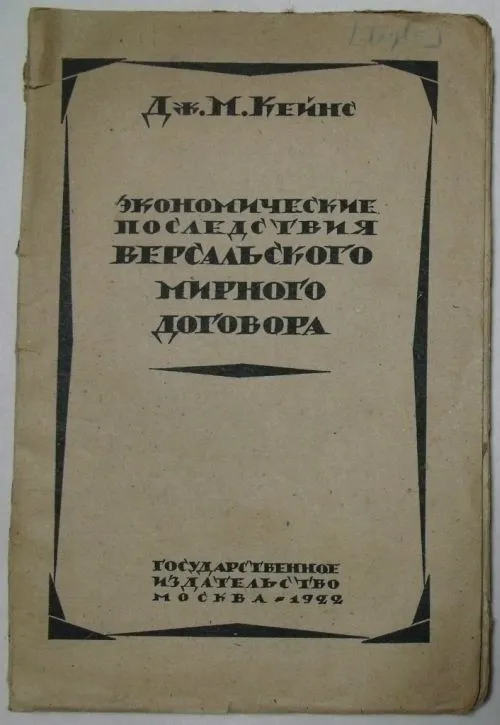 Дж. М. Кейнс
ЭКОНОМИЧЕСКИЕ
ПОСЛЕДСТВИЯ
ВЕРСАЛЬСКОГО
МИРНОГО
ДОГОВОРА
ГОСУДАРСТВЕННОЕ
ИЗДАТЕЛЬСТВО
МОСКВА - 1922